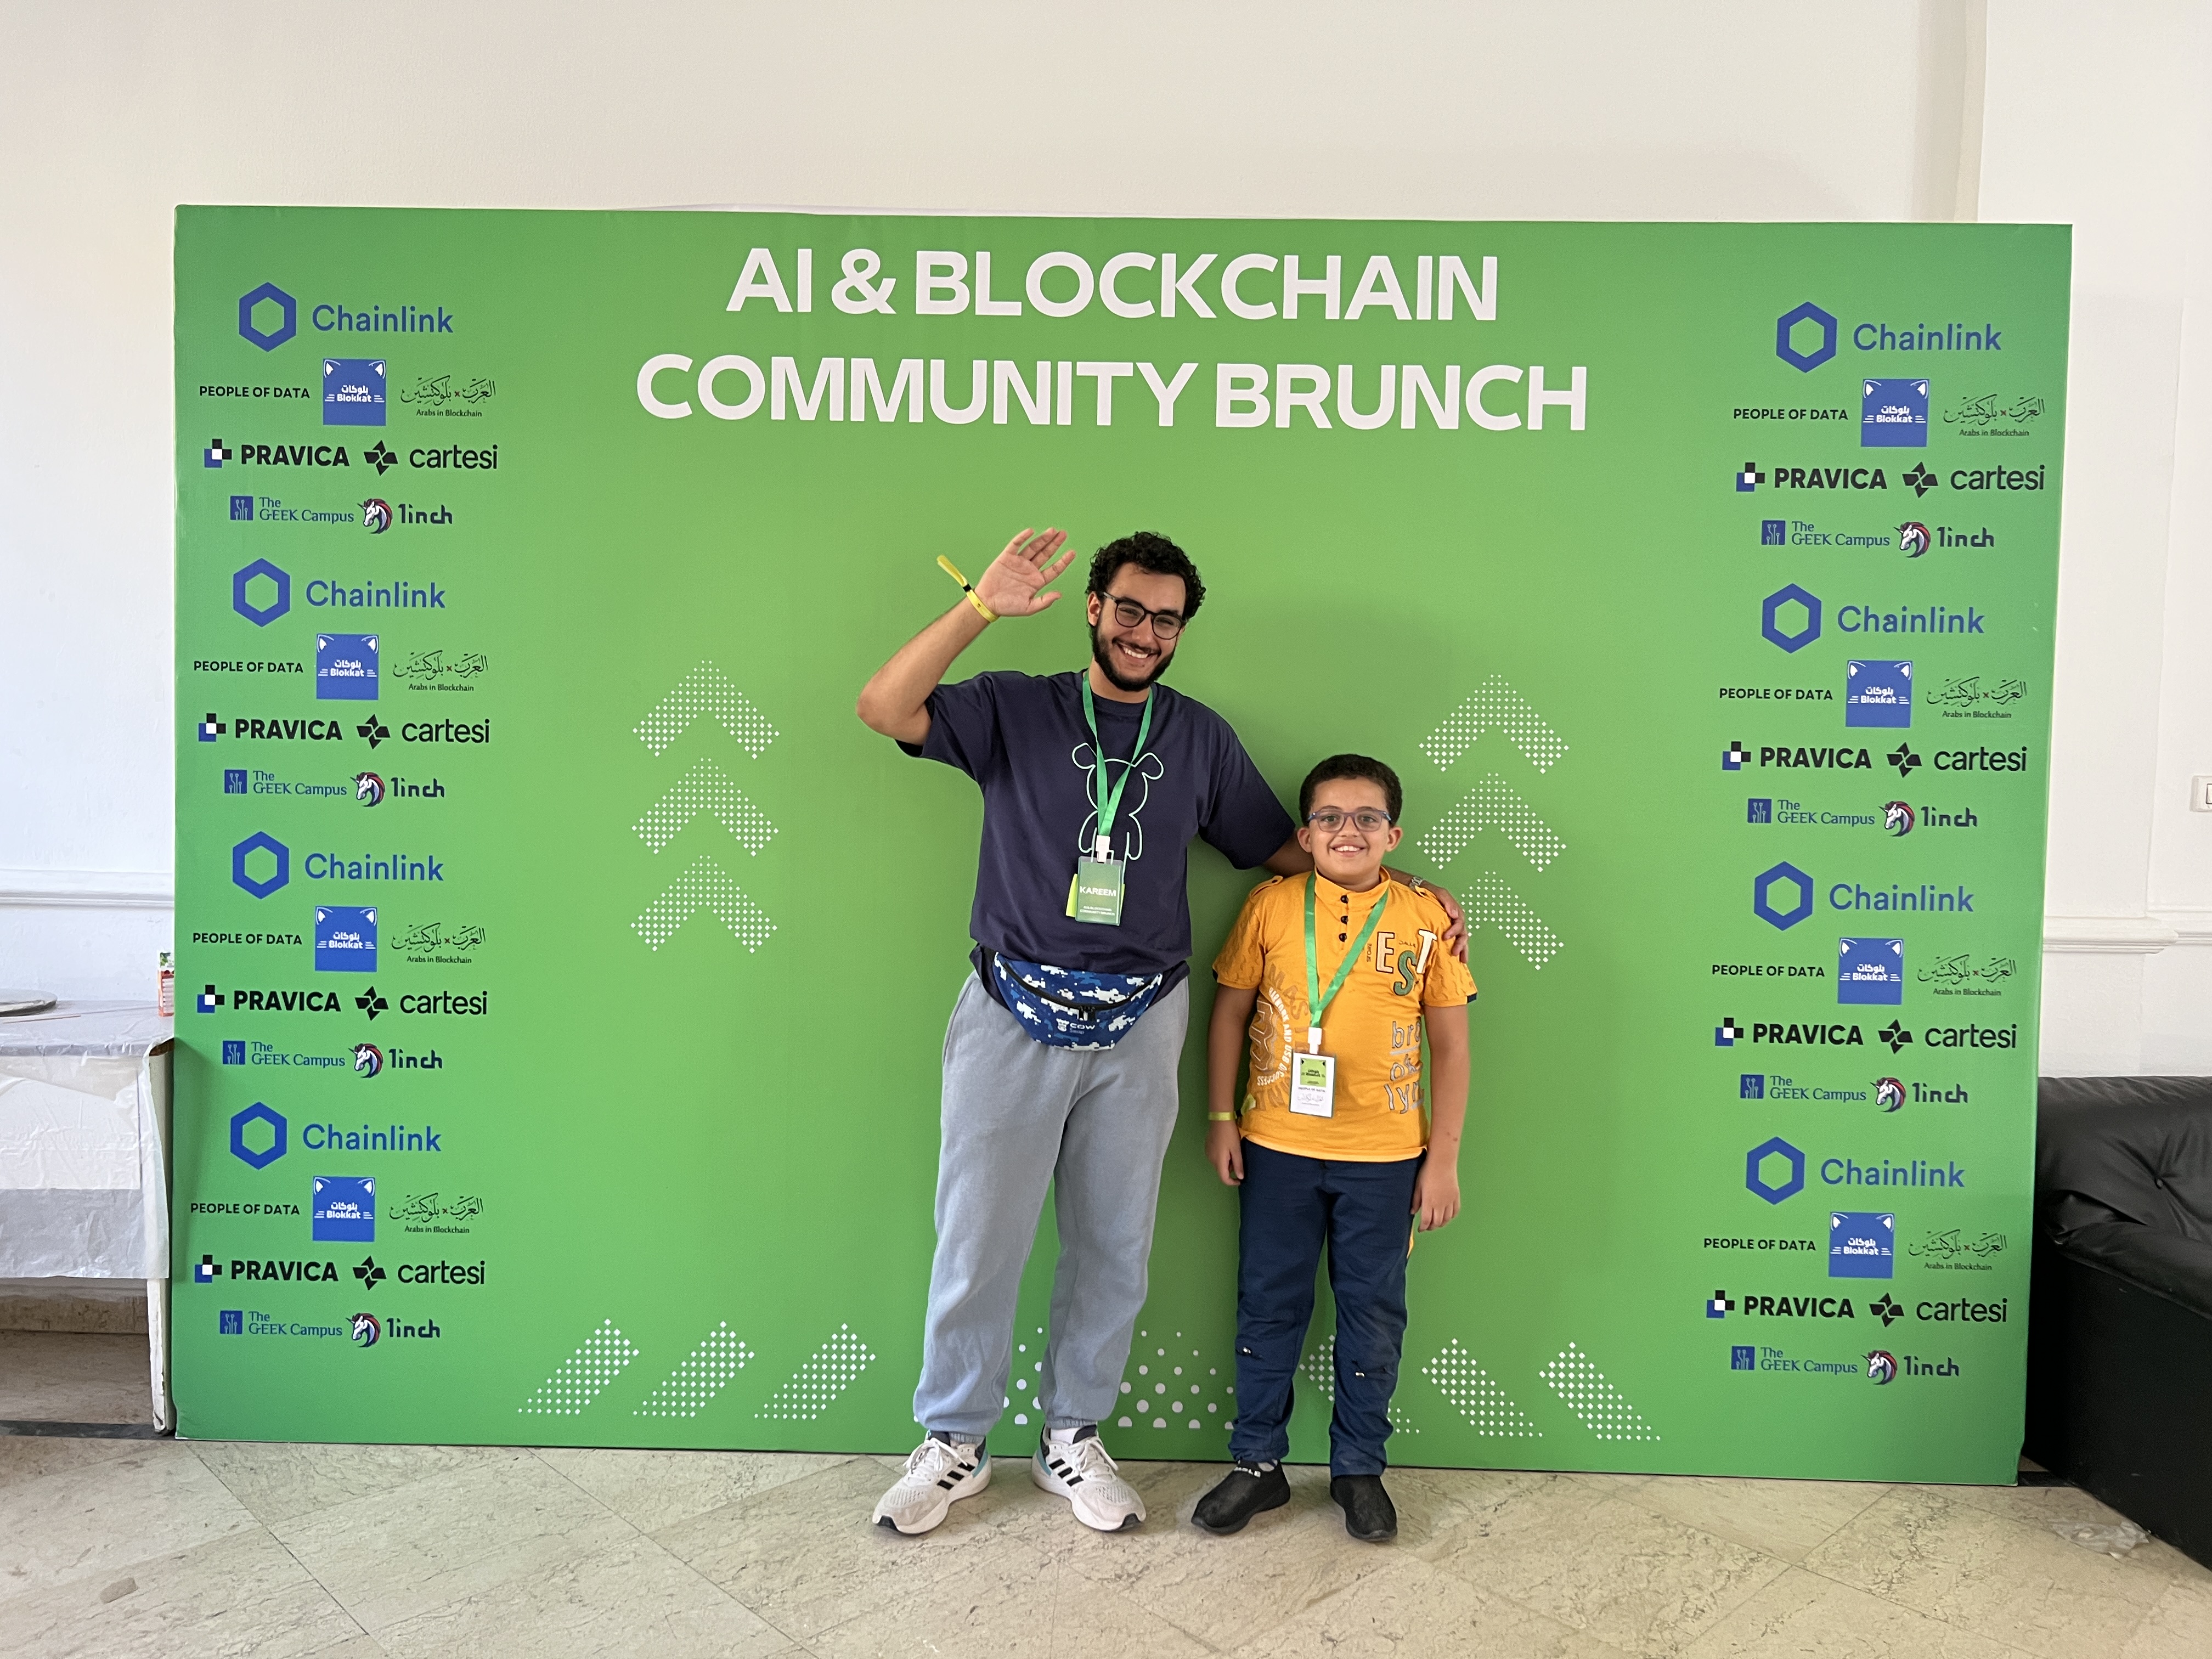 AI & BLOCKCHAIN
COMMUNITY BRUNCH
Chainlink
PEOPLE OF DATA بلوكات Blokkat العرب × بلوكتشين Arabs in Blockchain
PRAVICA cartesi
The GEEK Campus 1inch
Chainlink
PEOPLE OF DATA بلوكات Blokkat العرب × بلوكتشين Arabs in Blockchain
PRAVICA cartesi
The GEEK Campus 1inch
Chainlink
PEOPLE OF DATA بلوكات Blokkat العرب × بلوكتشين Arabs in Blockchain
PRAVICA cartesi
The GEEK Campus 1inch
Chainlink
PEOPLE OF DATA بلوكات Blokkat العرب × بلوكتشين Arabs in Blockchain
PRAVICA cartesi
The GEEK Campus 1inch
KAREEM
COMMUNITY BRUNCH
COW
EST
Chainlink
PEOPLE OF DATA بلوكات Blokkat العرب × بلوكتشين Arabs in Blockchain
PRAVICA cartesi
The GEEK Campus 1inch
Chainlink
PEOPLE OF DATA بلوكات Blokkat العرب × بلوكتشين Arabs in Blockchain
PRAVICA cartesi
The GEEK Campus 1inch
Chainlink
PEOPLE OF DATA بلوكات Blokkat العرب × بلوكتشين Arabs in Blockchain
PRAVICA cartesi
The GEEK Campus 1inch
Chainlink
PEOPLE OF DATA بلوكات Blokkat العرب × بلوكتشين Arabs in Blockchain
PRAVICA cartesi
The GEEK Campus 1inch